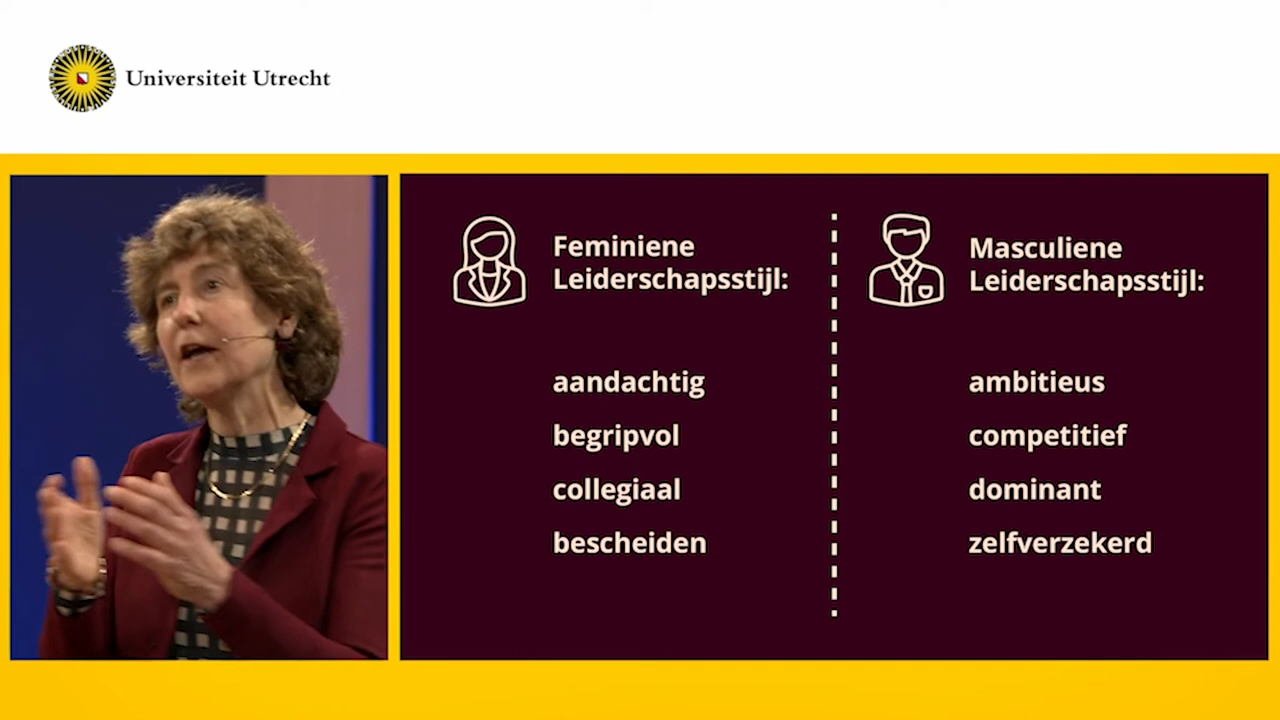 Universiteit Utrecht
Feminiene
Leiderschapsstijl:
aandachtig
begripvol
collegiaal
bescheiden
Masculiene
Leiderschapsstijl:
ambitieus
competitief
dominant
zelfverzekerd